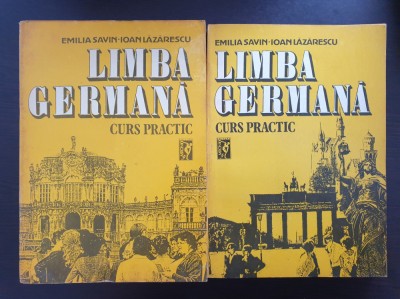 EMILIA SAVIN·IOAN LĂZĂRESCU
LIMBA
GERMANĂ
CURS PRACTIC
EMILIA SAVIN·IOAN LĂZĂRESCU
LIMBA
GERMANĂ
CURS PRACTIC